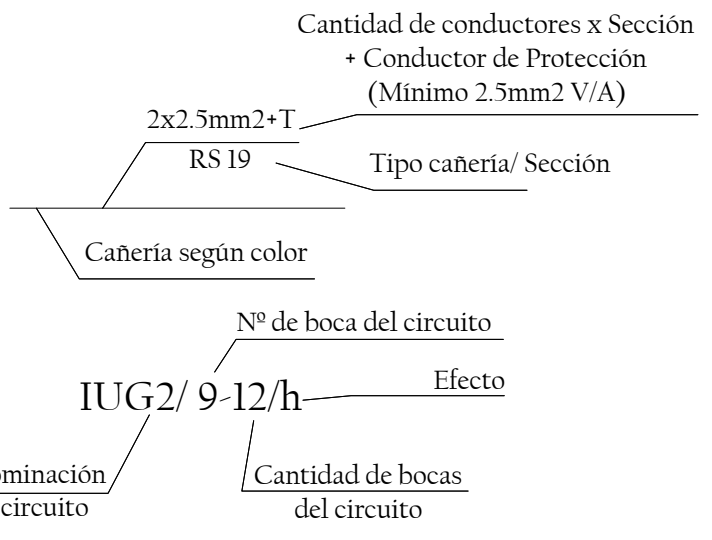 Cantidad de conductores x Sección
+ Conductor de Protección
(Mínimo 2.5mm2 V/A)
2x2.5mm2+T
RS 19
Tipo cañería/ Sección
Cañería según color
Nº de boca del circuito
IUG2/ 9-12/h
Efecto
ominación
circuito
Cantidad de bocas
del circuito